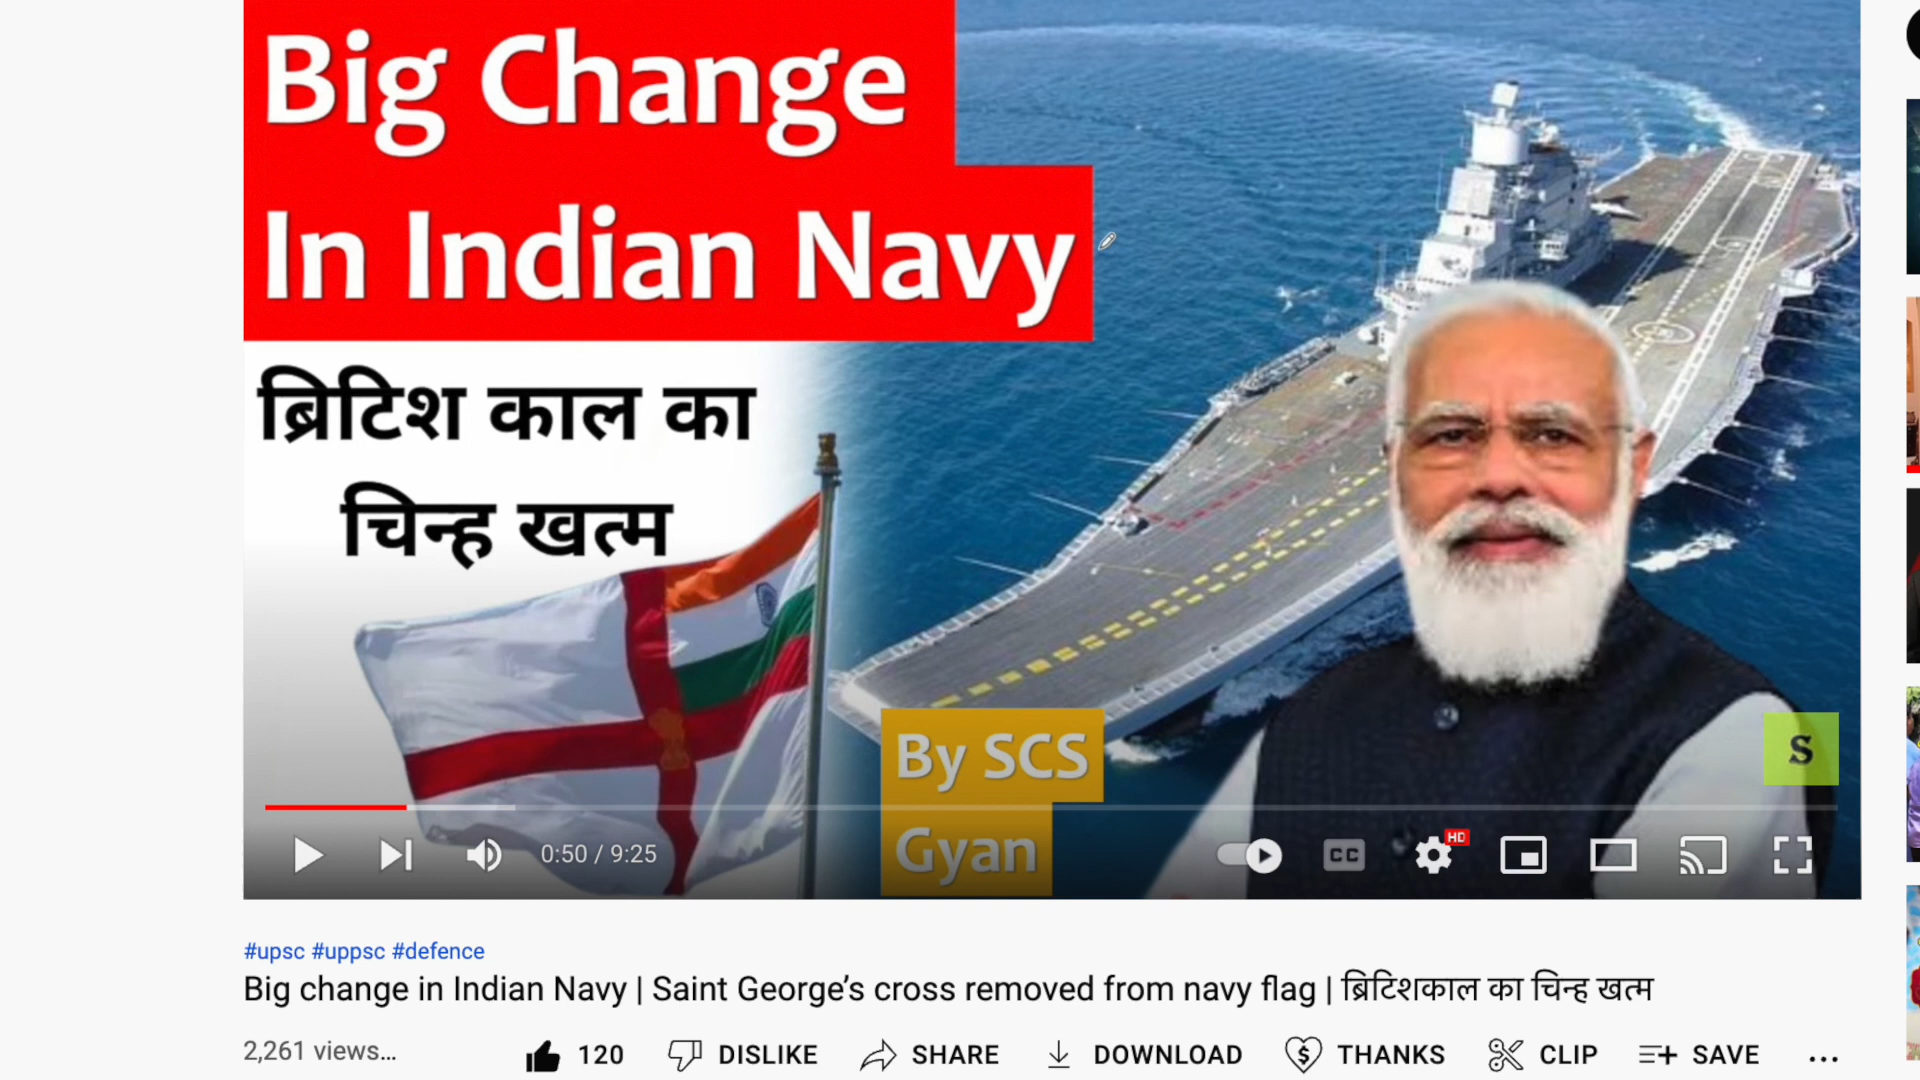 Big Change
In Indian Navy
ब्रिटिश काल का
चिन्ह खत्म
By SCS
Gyan
S
0:50 / 9:25
CC
HD
#upsc #uppsc #defence
Big change in Indian Navy | Saint George’s cross removed from navy flag | ब्रिटिशकाल का चिन्ह खत्म
2,261 views...
120 DISLIKE SHARE DOWNLOAD THANKS CLIP SAVE ...